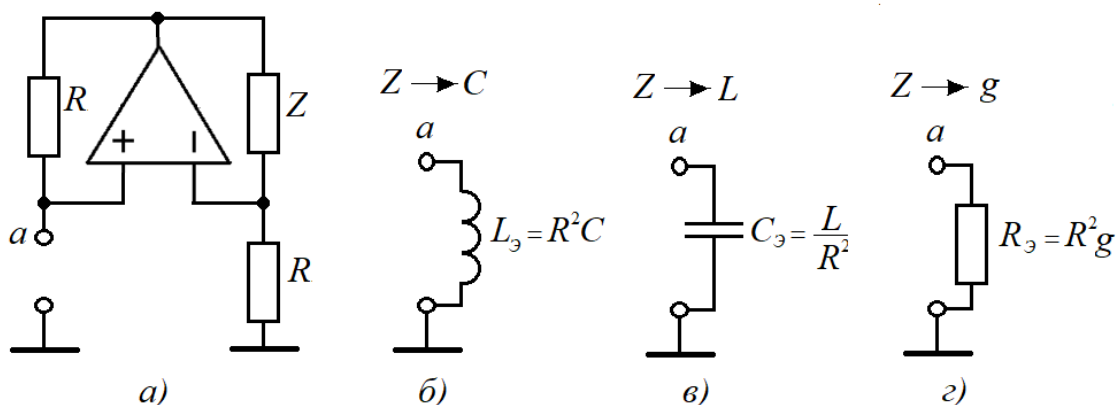 R
Z
+
−
a
R
а)
Z → C
a
Lэ = R²C
б)
Z → L
a
Cэ = L/R²
в)
Z → g
a
Rэ = R²g
г)